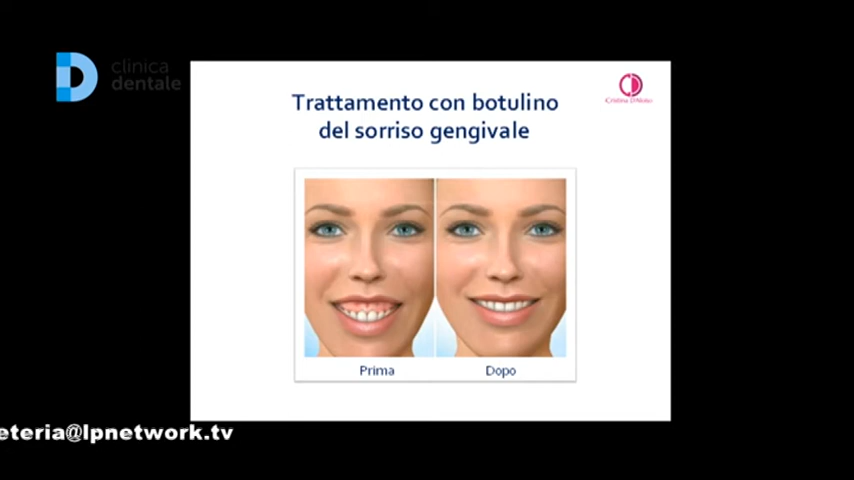 clinica
dentale
Trattamento con botulino
del sorriso gengivale
Prima
Dopo
eteria@lpnetwork.tv